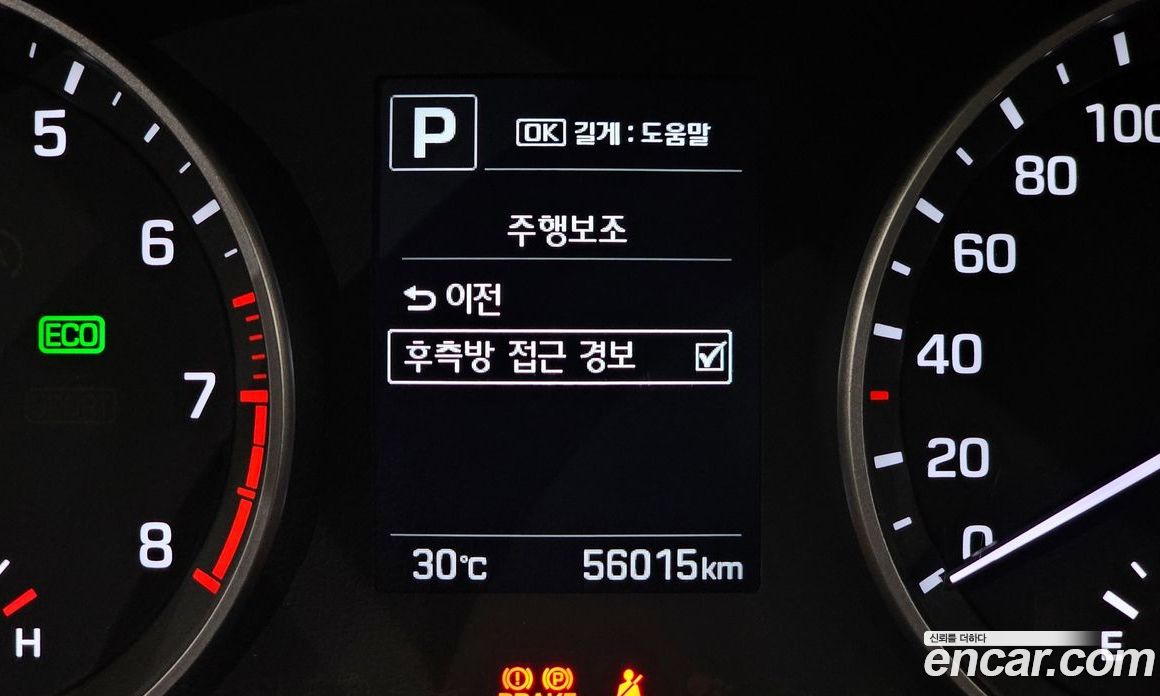 5
6
7
8
H
ECO
P
OK 길게 : 도움말
주행보조
이전
후측방 접근 경보
30℃
56015km
100
80
60
40
20
0
E
P
BRAKE
신뢰를 더하다
encar.com